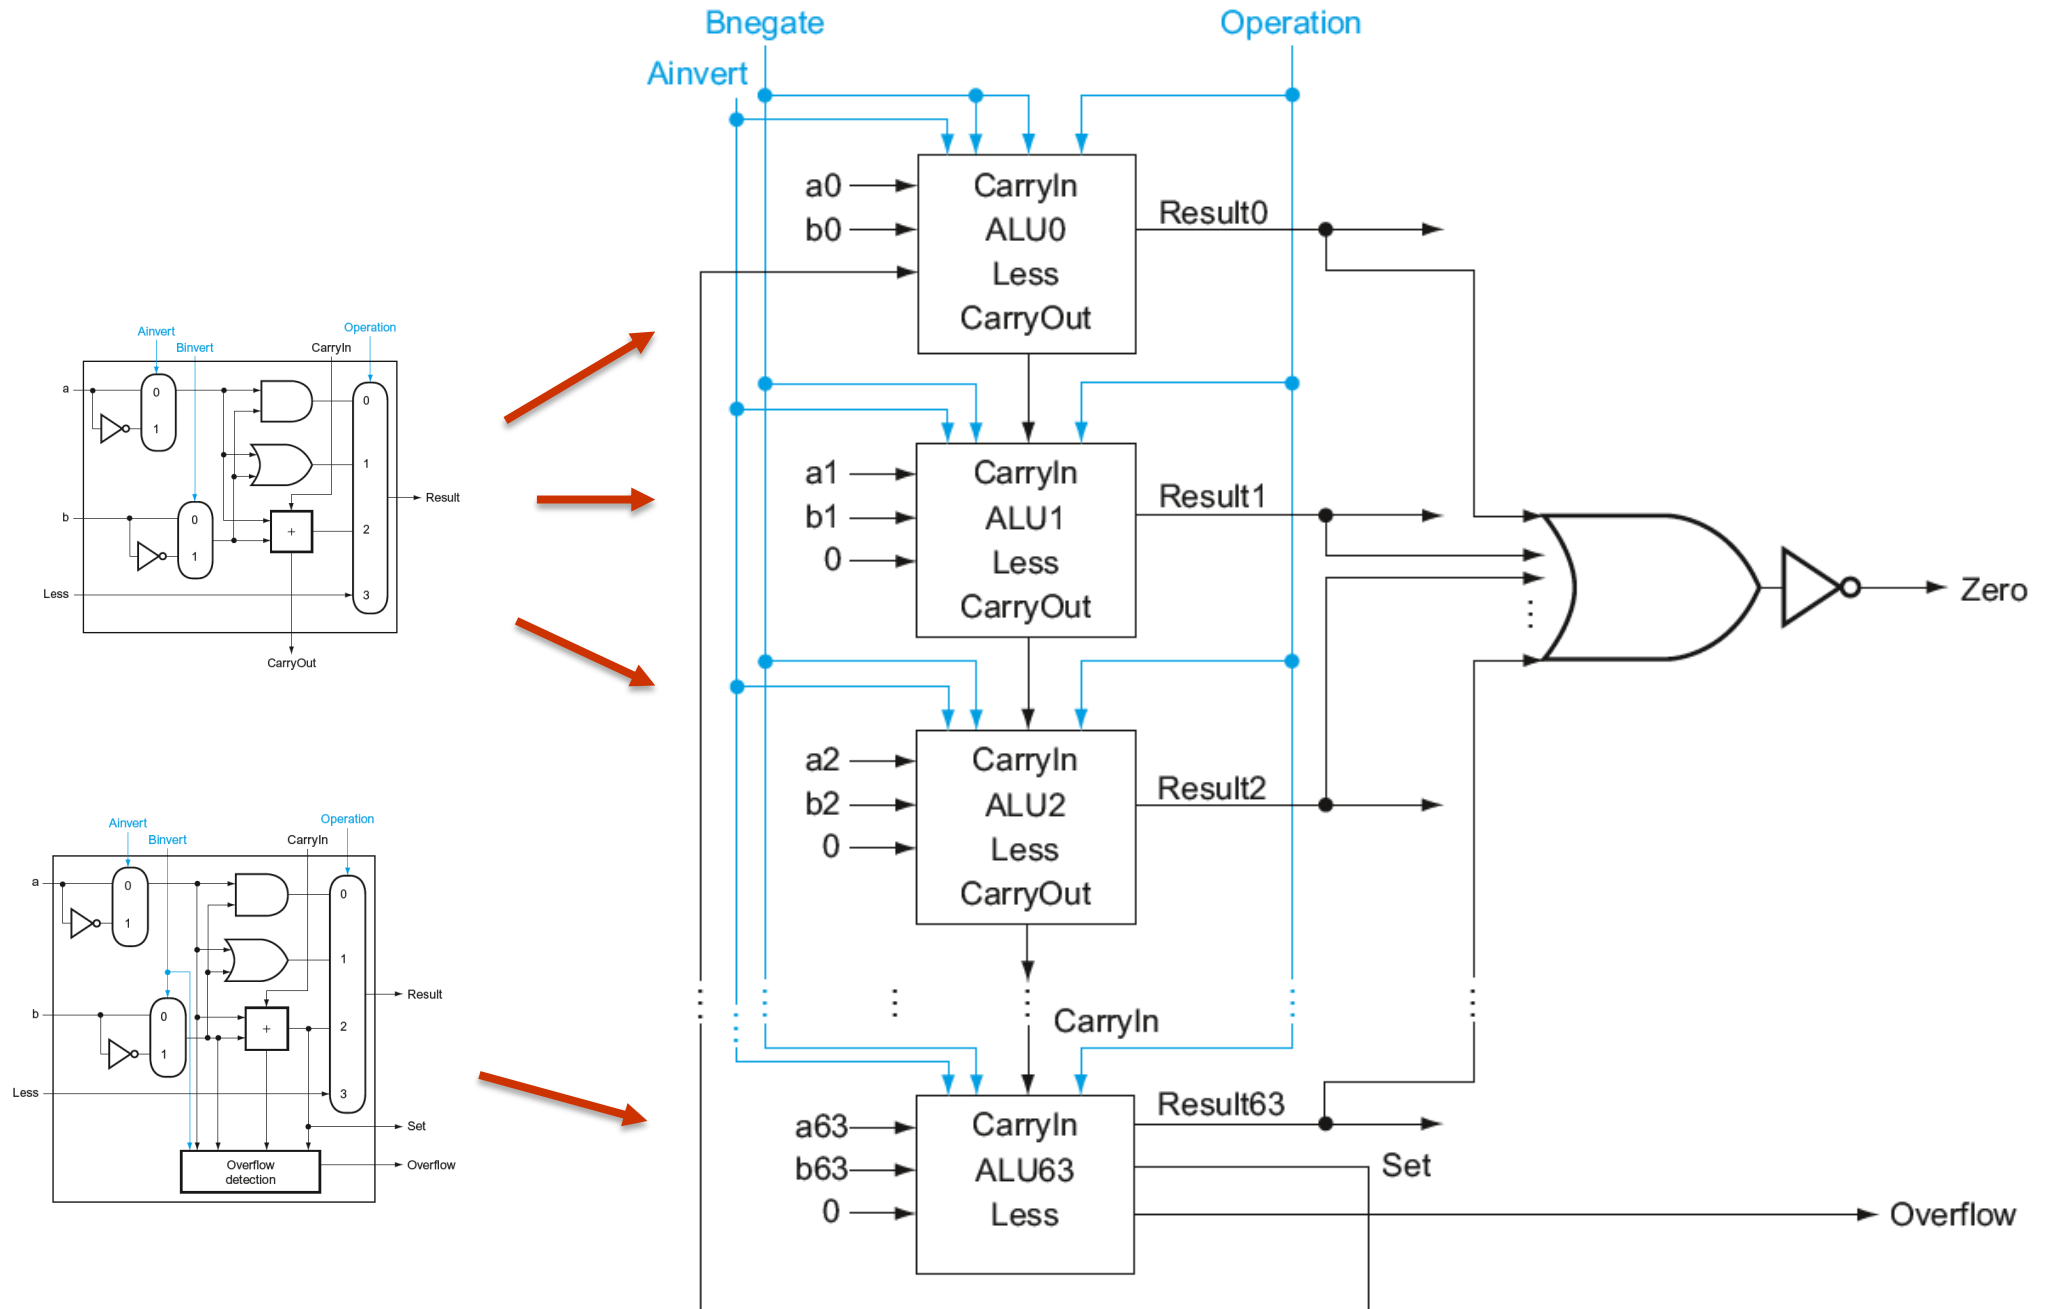 Bnegate
Operation
Ainvert
a0
b0
CarryIn
ALU0
Less
CarryOut
Result0
a1
b1
0
CarryIn
ALU1
Less
CarryOut
Result1
a2
b2
0
CarryIn
ALU2
Less
CarryOut
Result2
CarryIn
a63
b63
0
CarryIn
ALU63
Less
Result63
Set
Overflow
Zero
Ainvert
Binvert
CarryIn
Operation
a
0
1
b
0
1
Less
+
0
1
2
3
Result
CarryOut
Ainvert
Binvert
CarryIn
Operation
a
0
1
b
0
1
Less
+
0
1
2
3
Result
Set
Overflow
detection
Overflow